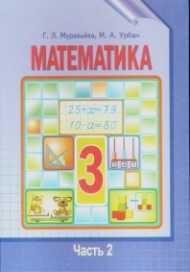 Г. Л. Муравьёва, М. А. Урбан
МАТЕМАТИКА
25+x=79
10·a=80
3
Часть 2